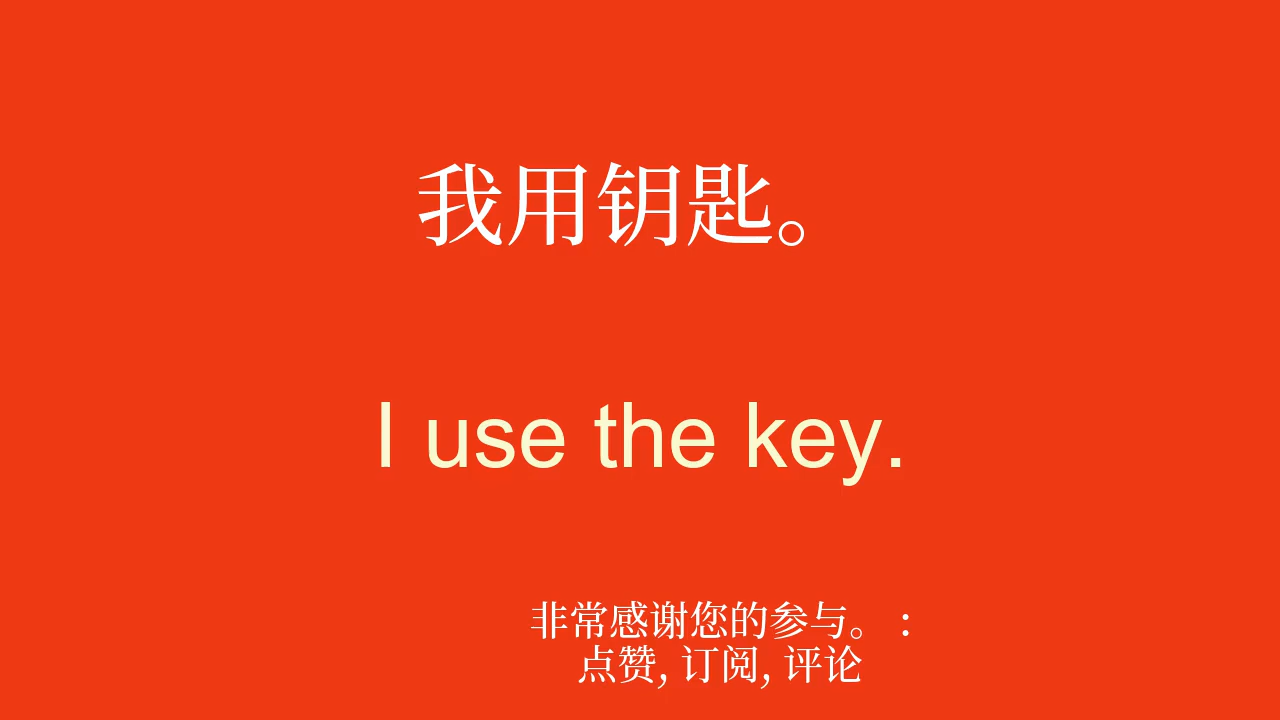 我用钥匙。
I use the key.
非常感谢您的参与。 :
点赞, 订阅, 评论